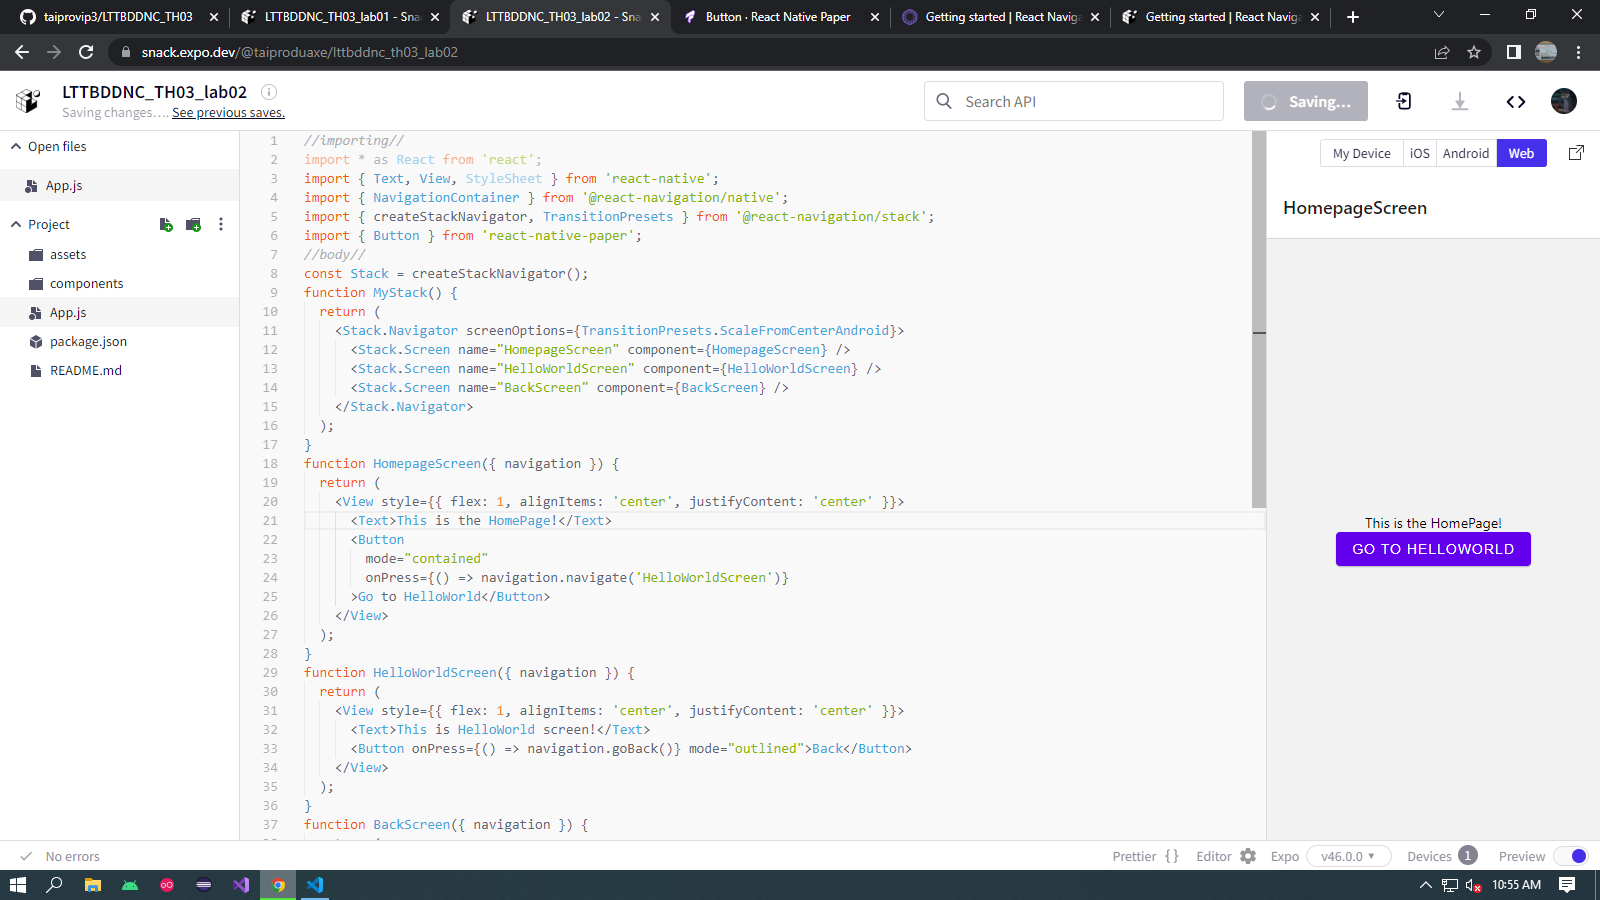 taiprovip3/LTTBDDNC_TH03
LTTBDDNC_TH03_lab01 - Sna
LTTBDDNC_TH03_lab02 - Sna
Button · React Native Paper
Getting started | React Naviga
Getting started | React Naviga
snack.expo.dev/@taiproduaxe/lttbddnc_th03_lab02
LTTBDDNC_TH03_lab02
Saving changes…. See previous saves.
Search API
Saving…
Open files
App.js
Project
assets
components
App.js
package.json
README.md
1 //importing//
2 import * as React from 'react';
3 import { Text, View, StyleSheet } from 'react-native';
4 import { NavigationContainer } from '@react-navigation/native';
5 import { createStackNavigator, TransitionPresets } from '@react-navigation/stack';
6 import { Button } from 'react-native-paper';
7 //body//
8 const Stack = createStackNavigator();
9 function MyStack() {
10 return (
11 <Stack.Navigator screenOptions={TransitionPresets.ScaleFromCenterAndroid}>
12 <Stack.Screen name="HomepageScreen" component={HomepageScreen} />
13 <Stack.Screen name="HelloWorldScreen" component={HelloWorldScreen} />
14 <Stack.Screen name="BackScreen" component={BackScreen} />
15 </Stack.Navigator>
16 );
17 }
18 function HomepageScreen({ navigation }) {
19 return (
20 <View style={{ flex: 1, alignItems: 'center', justifyContent: 'center' }}>
21 <Text>This is the HomePage!</Text>
22 <Button
23 mode="contained"
24 onPress={() => navigation.navigate('HelloWorldScreen')}
25 >Go to HelloWorld</Button>
26 </View>
27 );
28 }
29 function HelloWorldScreen({ navigation }) {
30 return (
31 <View style={{ flex: 1, alignItems: 'center', justifyContent: 'center' }}>
32 <Text>This is HelloWorld screen!</Text>
33 <Button onPress={() => navigation.goBack()} mode="outlined">Back</Button>
34 </View>
35 );
36 }
37 function BackScreen({ navigation }) {
My Device
iOS
Android
Web
HomepageScreen
This is the HomePage!
GO TO HELLOWORLD
No errors
Prettier {}
Editor
Expo
v46.0.0
Devices 1
Preview
10:55 AM